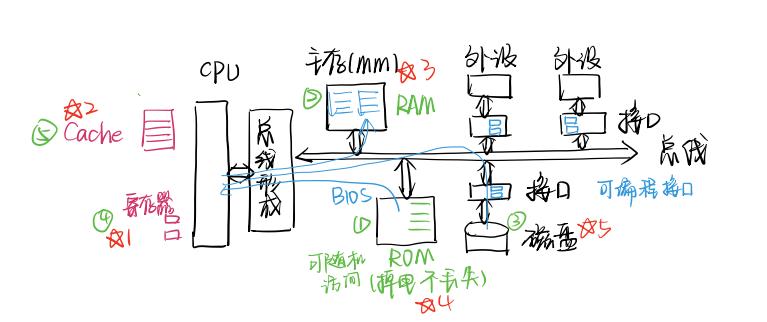 CPU
主存(mm) ☆3
外设
外设
☆2
② RAM
⑤ Cache
接口
总线形成
总线
寄存器
④
☆1
BIOS
①
接口
可编程接口
③
磁盘 ☆5
可随机访问
ROM
(掉电不丢失)
☆4